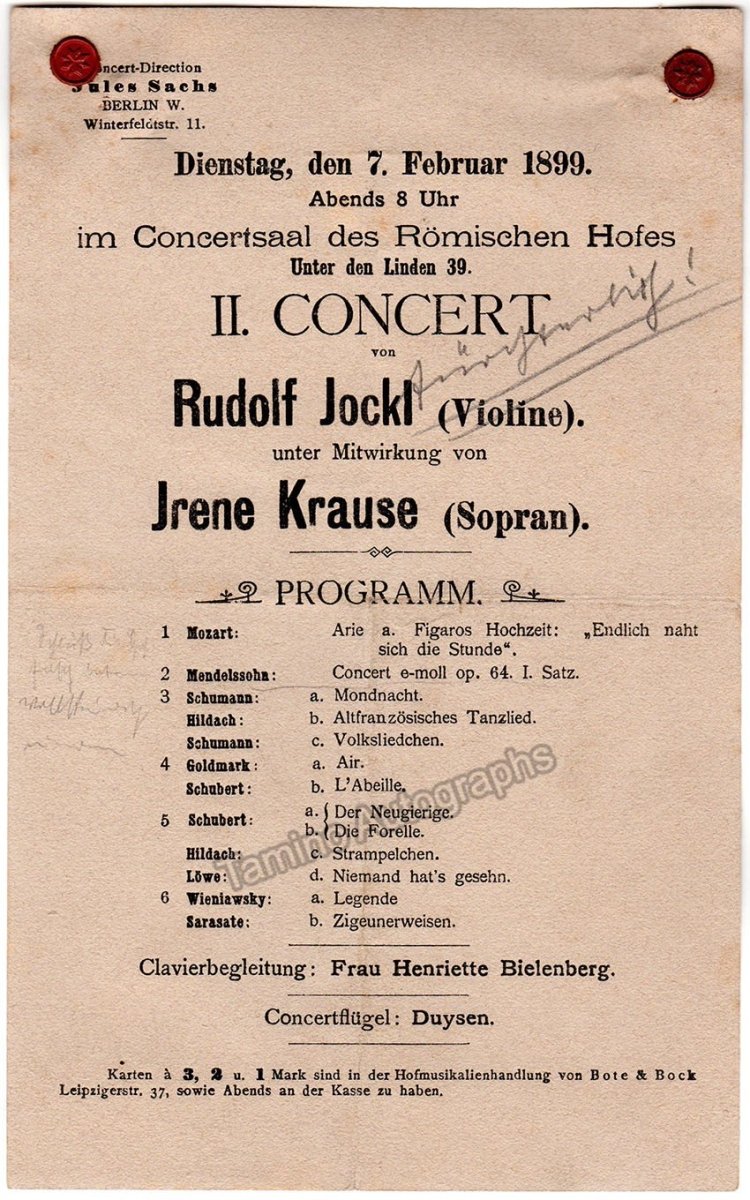 Concert-Direction
Jules Sachs
BERLIN W.
Winterfeldtstr. 11.
Dienstag, den 7. Februar 1899.
Abends 8 Uhr
im Concertsaal des Römischen Hofes
Unter den Linden 39.
II. CONCERT
von
fürchterlich!
Rudolf Jockl (Violine).
unter Mitwirkung von
Jrene Krause (Sopran).
PROGRAMM.
1 Mozart: Arie a. Figaros Hochzeit: „Endlich naht
sich die Stunde“.
2 Mendelssohn: Concert e-moll op. 64. I. Satz.
3 Schumann: a. Mondnacht.
Hildach: b. Altfranzösisches Tanzlied.
Schumann: c. Volksliedchen.
4 Goldmark: a. Air.
Schubert: b. L'Abeille.
5 Schubert: a. Der Neugierige.
b. Die Forelle.
Hildach: c. Strampelchen.
Löwe: d. Niemand hat's gesehn.
6 Wieniawsky: a. Legende
Sarasate: b. Zigeunerweisen.
Tamino Autographs
Clavierbegleitung: Frau Henriette Bielenberg.
Concertflügel: Duysen.
Karten à 3, 2 u. 1 Mark sind in der Hofmusikalienhandlung von Bote & Bock
Leipzigerstr. 37, sowie Abends an der Kasse zu haben.